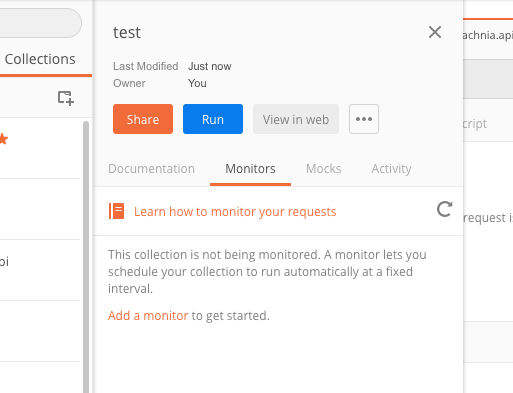 test
achnia.api
Collections
Last Modified Just now
Owner You
Share Run View in web
cript
Documentation Monitors Mocks Activity
Learn how to monitor your requests
request is
This collection is not being monitored. A monitor lets you
schedule your collection to run automatically at a fixed
interval.
pi
Add a monitor to get started.